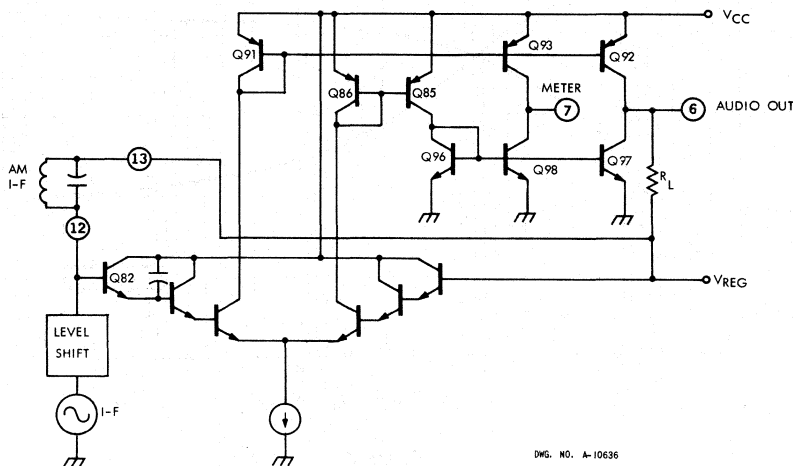 VCC
Q91
Q93
Q92
Q86
Q85
METER
7
6
AUDIO OUT
AM
I-F
13
Q96
Q98
Q97
RL
12
Q82
VREG
LEVEL
SHIFT
I-F
DWG. NO. A-10636